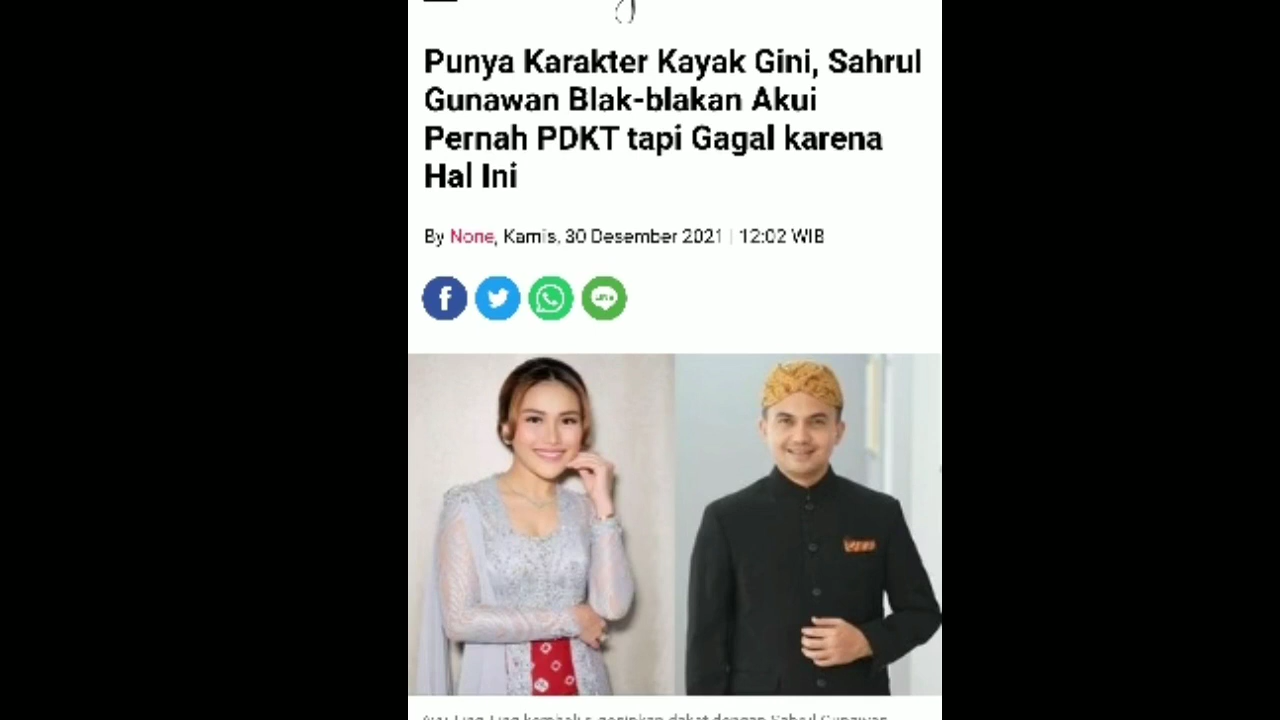 Punya Karakter Kayak Gini, Sahrul
Gunawan Blak-blakan Akui
Pernah PDKT tapi Gagal karena
Hal Ini
By None, Kamis, 30 Desember 2021 | 12:02 WIB